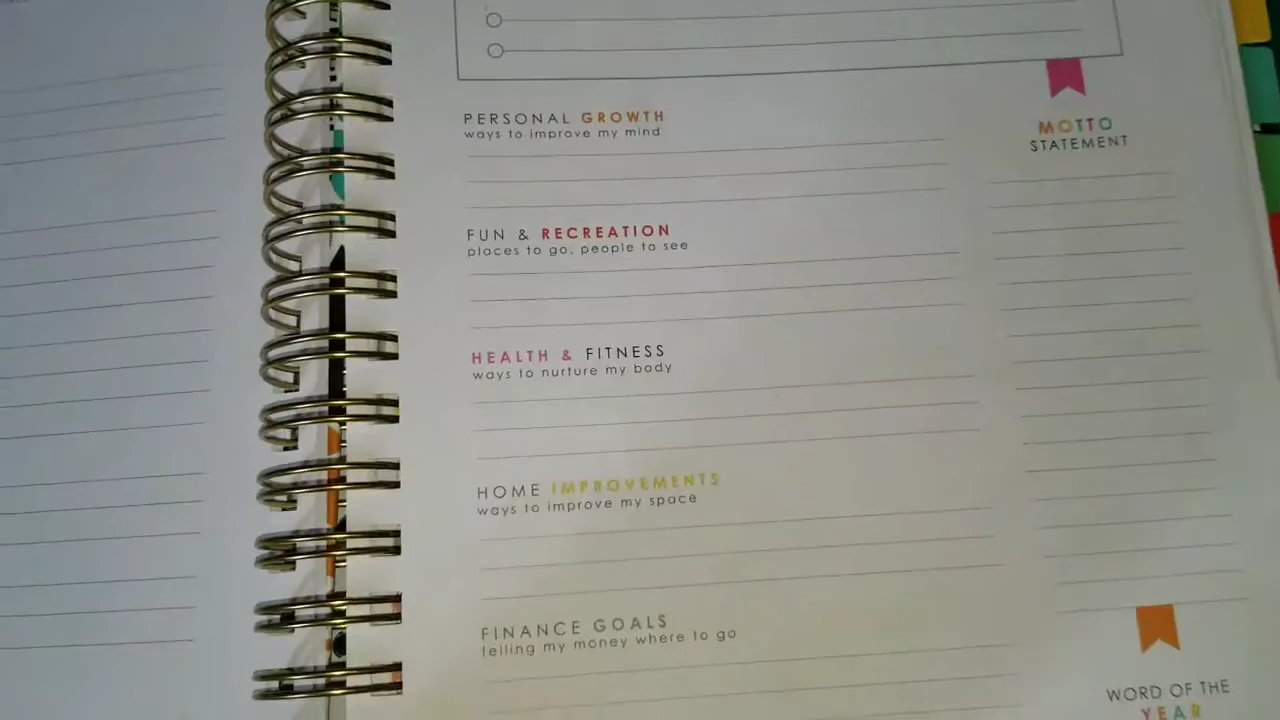 PERSONAL GROWTH
ways to improve my mind
FUN & RECREATION
places to go, people to see
HEALTH & FITNESS
ways to nurture my body
HOME IMPROVEMENTS
ways to improve my space
FINANCE GOALS
telling my money where to go
MOTTO
STATEMENT
WORD OF THE
YEAR